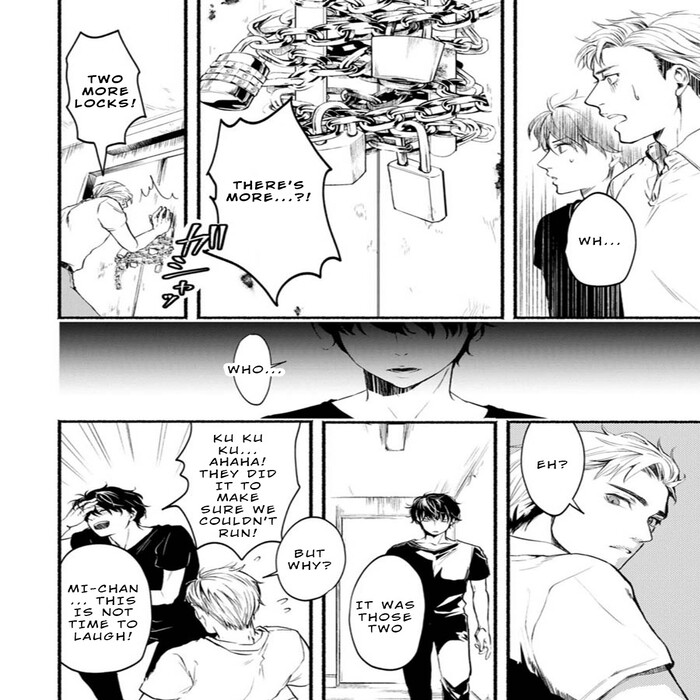 WH...
THERE'S
MORE...?!
TWO
MORE
LOCKS!
WHO...
EH?
IT WAS
THOSE
TWO
BUT
WHY?
KU KU
KU...
AHAHA!
THEY DID
IT TO
MAKE
SURE WE
COULDN'T
RUN!
MI-CHAN
... THIS
IS NOT
TIME TO
LAUGH!